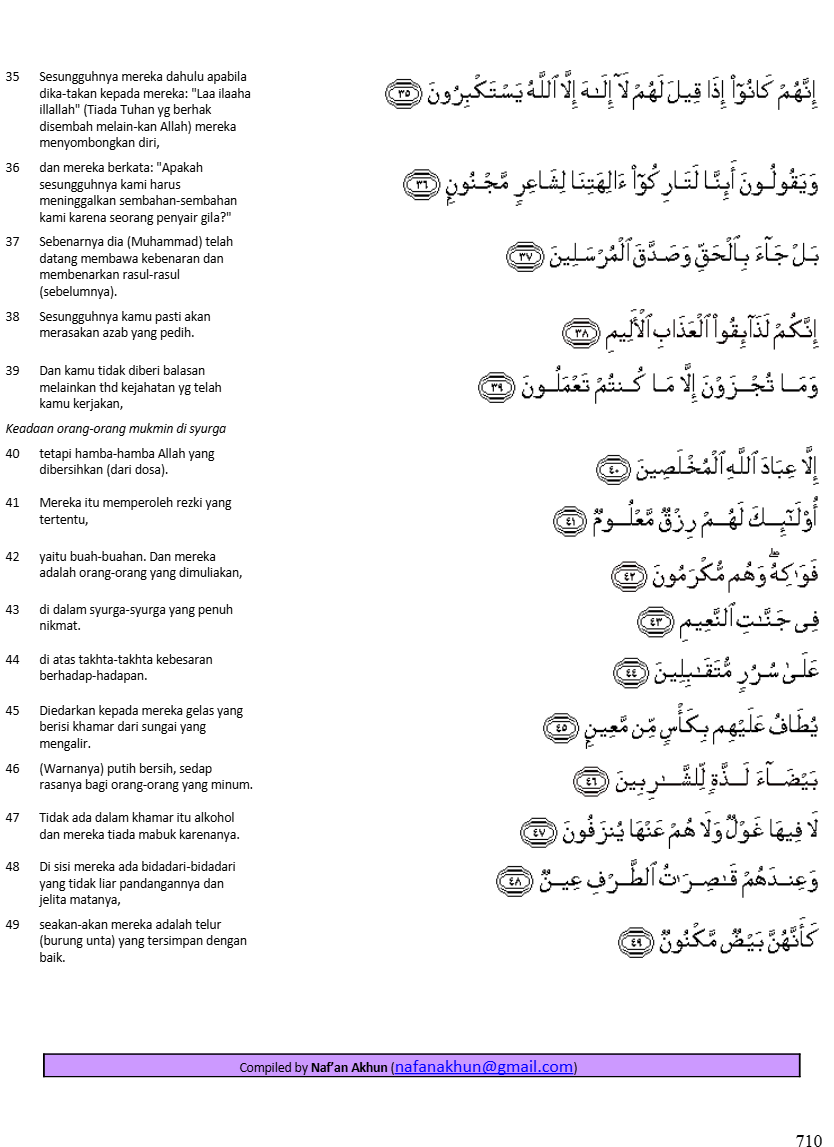 35 Sesungguhnya mereka dahulu apabila
dika-takan kepada mereka: "Laa ilaaha
illallah" (Tiada Tuhan yg berhak
disembah melain-kan Allah) mereka
menyombongkan diri,
إِنَّهُمْ كَانُوٓا۟ إِذَا قِيلَ لَهُمْ لَآ إِلَـٰهَ إِلَّا ٱللَّهُ يَسْتَكْبِرُونَ ٣٥
36 dan mereka berkata: "Apakah
sesungguhnya kami harus
meninggalkan sembahan-sembahan
kami karena seorang penyair gila?"
وَيَقُولُونَ أَئِنَّا لَتَارِكُوٓا۟ ءَالِهَتِنَا لِشَاعِرٍ مَّجْنُونٍۭ ٣٦
37 Sebenarnya dia (Muhammad) telah
datang membawa kebenaran dan
membenarkan rasul-rasul
(sebelumnya).
بَلْ جَآءَ بِٱلْحَقِّ وَصَدَّقَ ٱلْمُرْسَلِينَ ٣٧
38 Sesungguhnya kamu pasti akan
merasakan azab yang pedih.
إِنَّكُمْ لَذَآئِقُوا۟ ٱلْعَذَابِ ٱلْأَلِيمِ ٣٨
39 Dan kamu tidak diberi balasan
melainkan thd kejahatan yg telah
kamu kerjakan,
وَمَا تُجْزَوْنَ إِلَّا مَا كُنتُمْ تَعْمَلُونَ ٣٩
Keadaan orang-orang mukmin di syurga
40 tetapi hamba-hamba Allah yang
dibersihkan (dari dosa).
إِلَّا عِبَادَ ٱللَّهِ ٱلْمُخْلَصِينَ ٤٠
41 Mereka itu memperoleh rezki yang
tertentu,
أُو۟لَـٰٓئِكَ لَهُمْ رِزْقٌ مَّعْلُومٌ ٤١
42 yaitu buah-buahan. Dan mereka
adalah orang-orang yang dimuliakan,
فَوَٰكِهُ ۖ وَهُم مُّكْرَمُونَ ٤٢
43 di dalam syurga-syurga yang penuh
nikmat.
فِى جَنَّـٰتِ ٱلنَّعِيمِ ٤٣
44 di atas takhta-takhta kebesaran
berhadap-hadapan.
عَلَىٰ سُرُرٍ مُّتَقَـٰبِلِينَ ٤٤
45 Diedarkan kepada mereka gelas yang
berisi khamar dari sungai yang
mengalir.
يُطَافُ عَلَيْهِم بِكَأْسٍ مِّن مَّعِينٍۭ ٤٥
46 (Warnanya) putih bersih, sedap
rasanya bagi orang-orang yang minum.
بَيْضَآءَ لَذَّةٍ لِّلشَّـٰرِبِينَ ٤٦
47 Tidak ada dalam khamar itu alkohol
dan mereka tiada mabuk karenanya.
لَا فِيهَا غَوْلٌ وَلَا هُمْ عَنْهَا يُنزَفُونَ ٤٧
48 Di sisi mereka ada bidadari-bidadari
yang tidak liar pandangannya dan
jelita matanya,
وَعِندَهُمْ قَـٰصِرَٰتُ ٱلطَّرْفِ عِينٌ ٤٨
49 seakan-akan mereka adalah telur
(burung unta) yang tersimpan dengan
baik.
كَأَنَّهُنَّ بَيْضٌ مَّكْنُونٌ ٤٩
Compiled by Naf'an Akhun (nafanakhun@gmail.com)
710